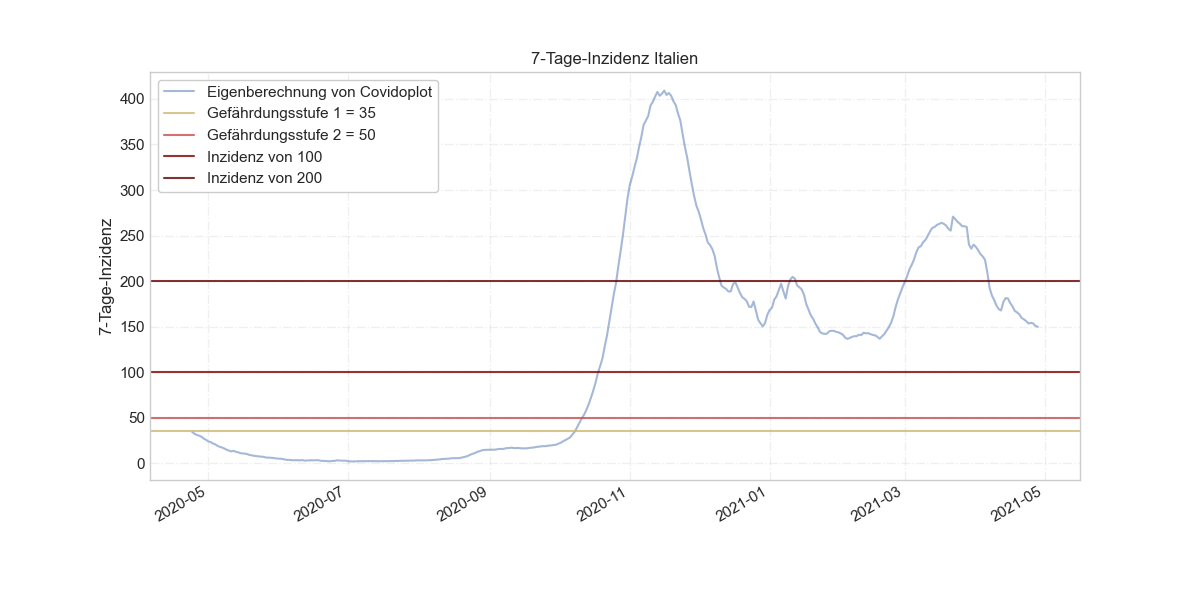 7-Tage-Inzidenz Italien
Eigenberechnung von Covidoplot
Gefährdungsstufe 1 = 35
Gefährdungsstufe 2 = 50
Inzidenz von 100
Inzidenz von 200
7-Tage-Inzidenz
400
350
300
250
200
150
100
50
0
2020-05
2020-07
2020-09
2020-11
2021-01
2021-03
2021-05